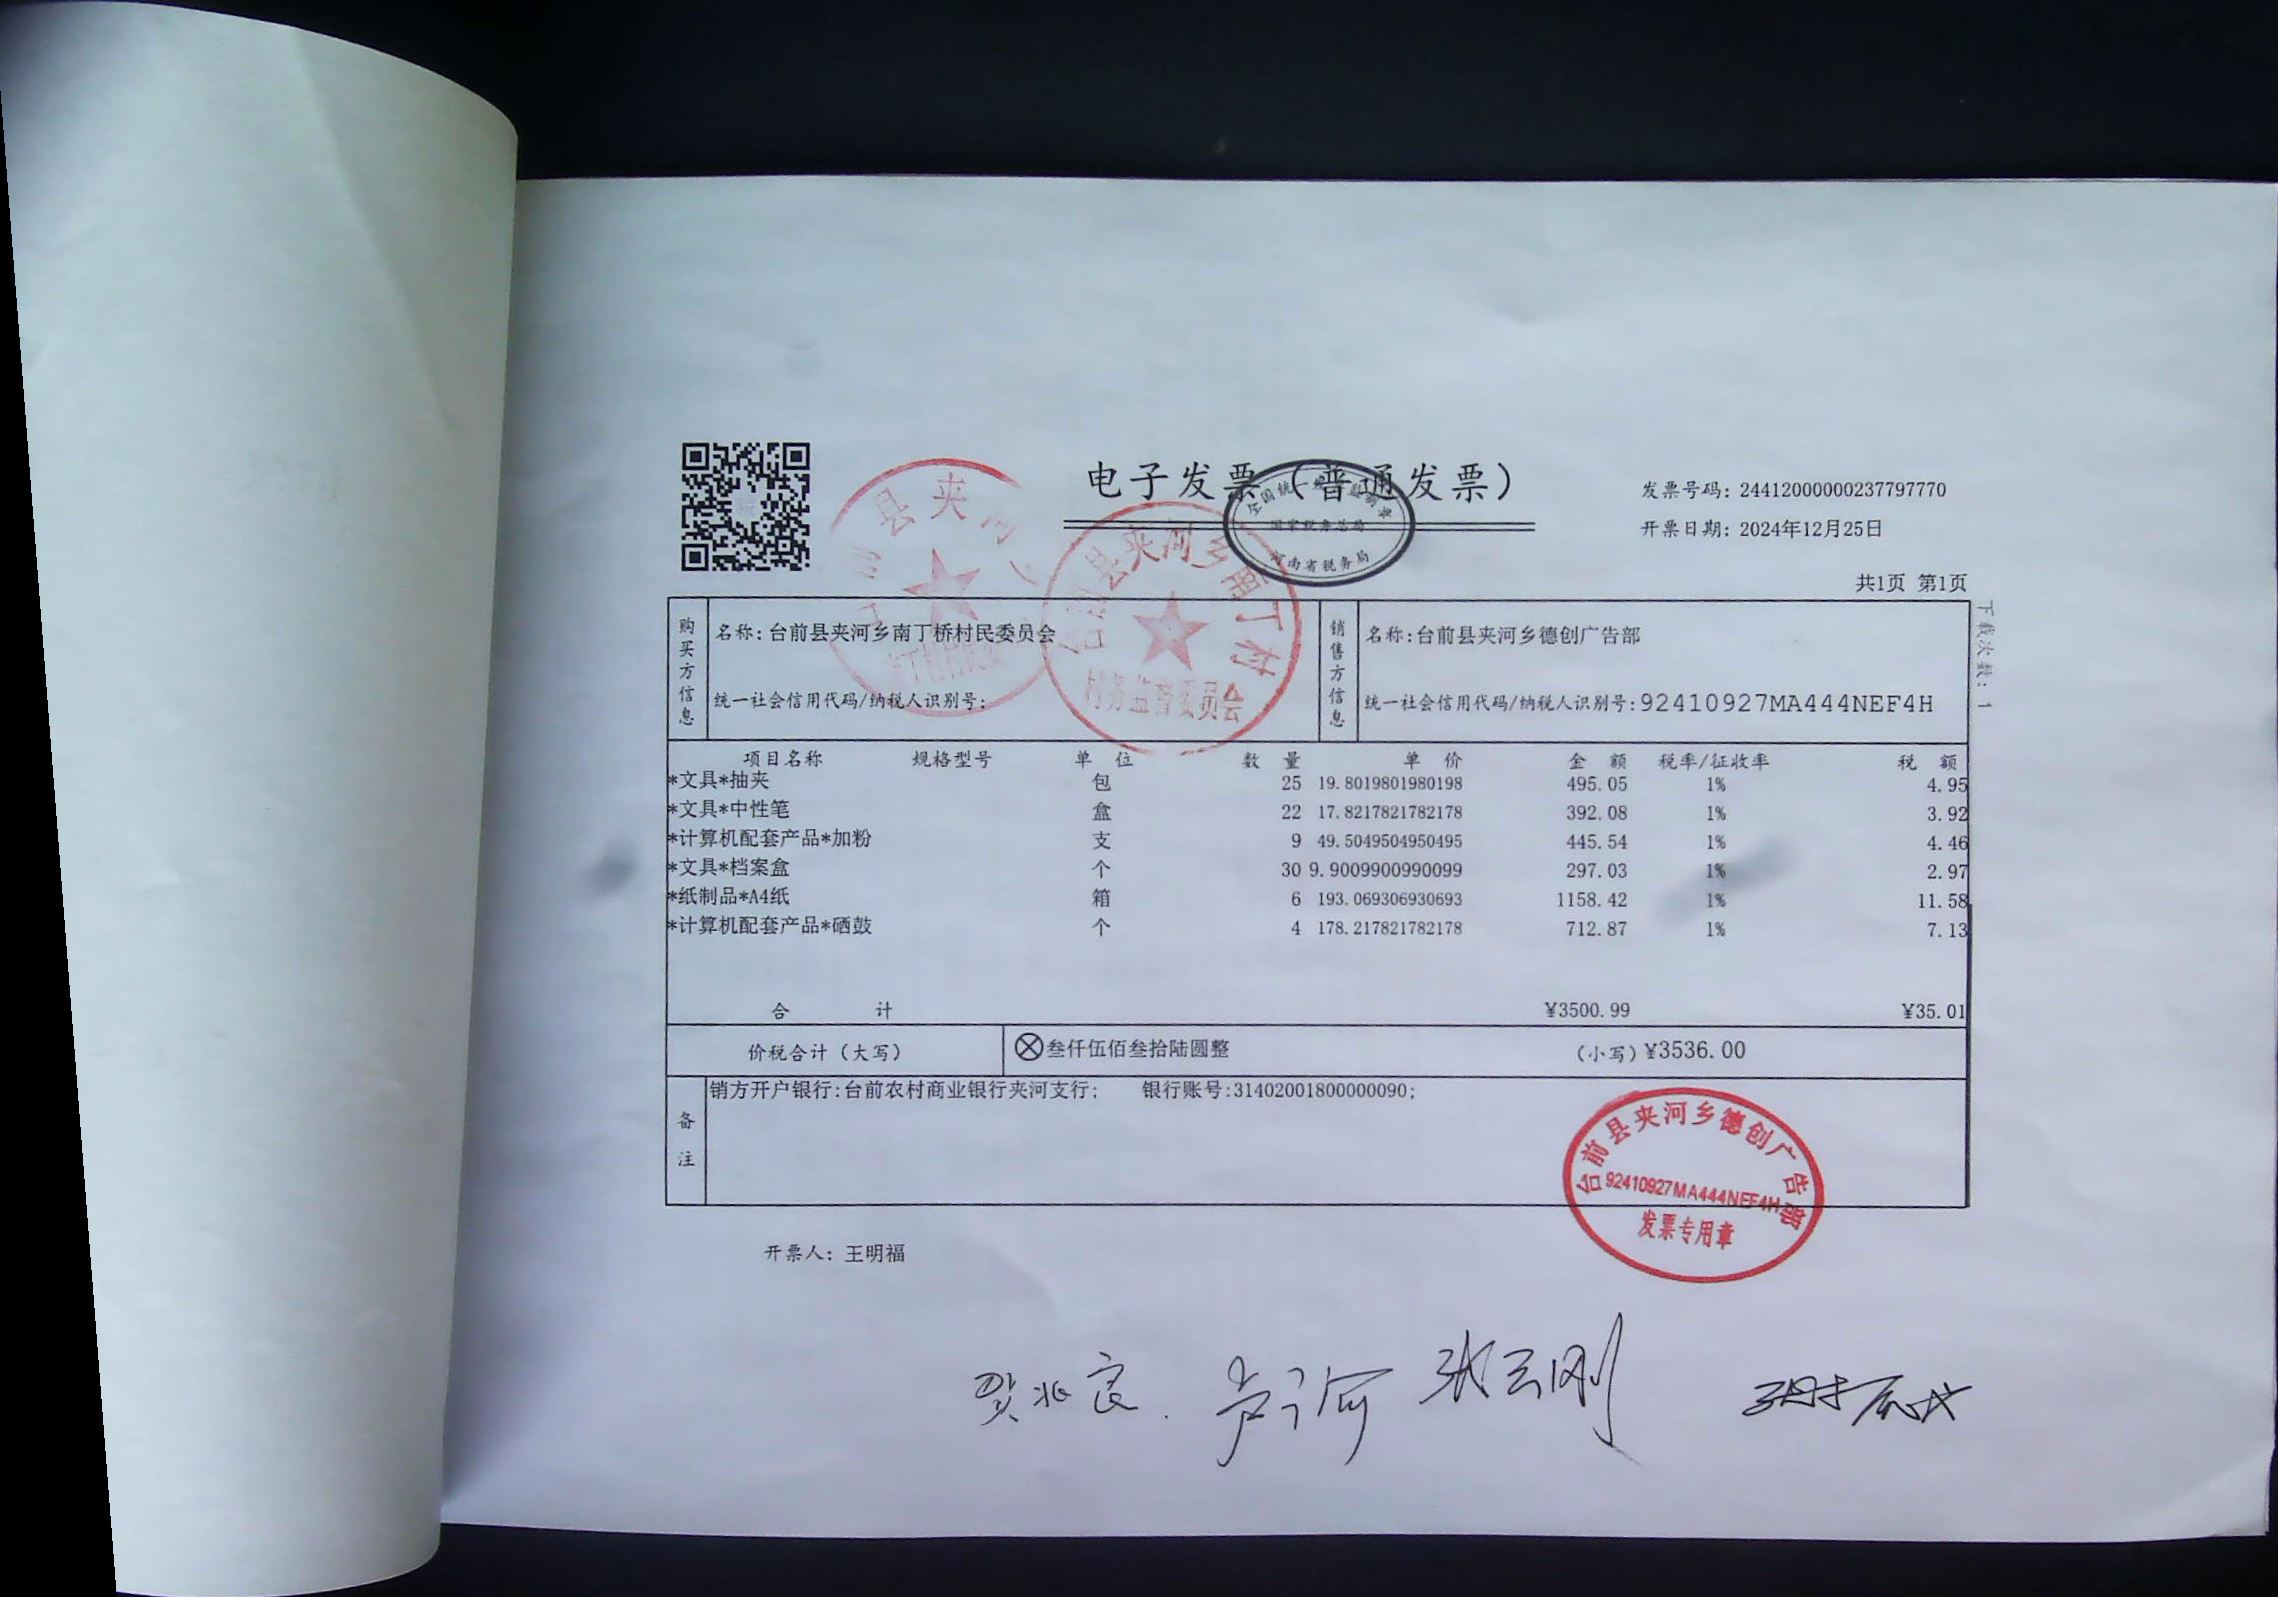 电子发票（普通发票）
全国统一发票监制章
国家税务总局
河南省税务局
发票号码：24412000000237797770
开票日期：2024年12月25日
共1页 第1页
下载次数：1
购买方信息
名称：台前县夹河乡南丁桥村民委员会
统一社会信用代码/纳税人识别号：
销售方信息
名称：台前县夹河乡德创广告部
统一社会信用代码/纳税人识别号：92410927MA444NEF4H
县夹河
村务监督委员会
项目名称 规格型号 单位 数量 单价 金额 税率/征收率 税额
*文具*抽夹 包 25 19.8019801980198 495.05 1% 4.95
*文具*中性笔 盒 22 17.8217821782178 392.08 1% 3.92
*计算机配套产品*加粉 支 9 49.5049504950495 445.54 1% 4.46
*文具*档案盒 个 30 9.9009900990099 297.03 1% 2.97
*纸制品*A4纸 箱 6 193.069306930693 1158.42 1% 11.58
*计算机配套产品*硒鼓 个 4 178.217821782178 712.87 1% 7.13
合计 ¥3500.99 ¥35.01
价税合计（大写） ⊗叁仟伍佰叁拾陆圆整 （小写）¥3536.00
备注
销方开户银行:台前农村商业银行夹河支行; 银行账号:31402001800000090;
台前县夹河乡德创广告部
92410927MA444NEF4H
发票专用章
开票人：王明福
贺兆良 张云刚